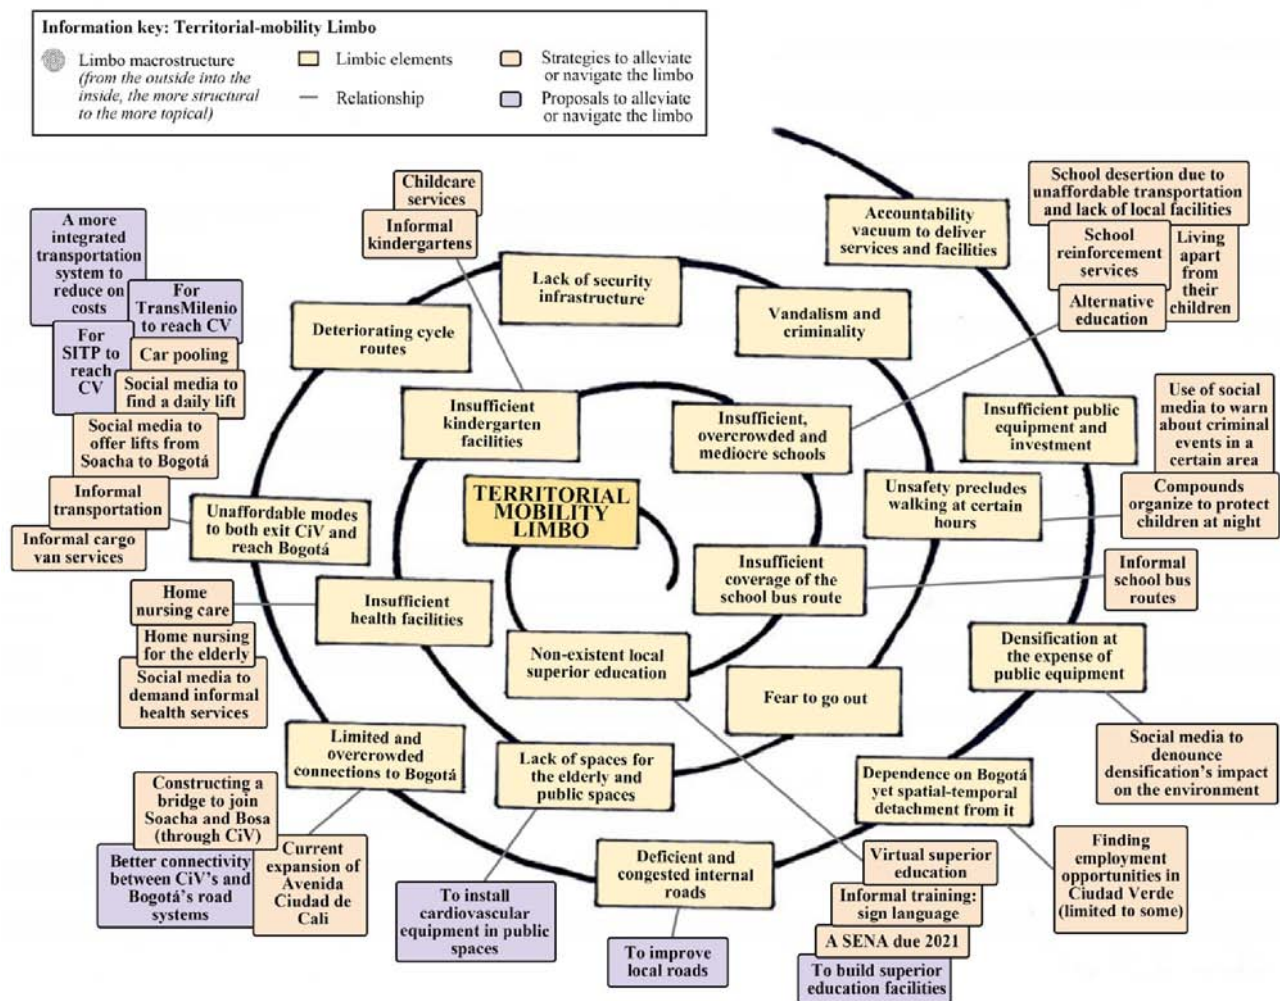 Information key: Territorial-mobility Limbo
Limbo macrostructure
(from the outside into the
inside, the more structural
to the more topical)
Limbic elements
Relationship
Strategies to alleviate
or navigate the limbo
Proposals to alleviate
or navigate the limbo
Childcare
services
Informal
kindergartens
A more
integrated
transportation
system to
reduce on
costs
For
TransMilenio
to reach CV
For
SITP to
reach
CV
Car pooling
Social media to
find a daily lift
Social media to
offer lifts from
Soacha to Bogotá
Informal
transportation
Informal cargo
van services
Accountability
vacuum to deliver
services and facilities
School desertion due to
unaffordable transportation
and lack of local facilities
School
reinforcement
services
Living
apart
from
their
children
Alternative
education
Lack of security
infrastructure
Vandalism and
criminality
Deteriorating cycle
routes
Insufficient
kindergarten
facilities
Insufficient,
overcrowded and
mediocre schools
Insufficient public
equipment and
investment
Use of social
media to warn
about criminal
events in a
certain area
Compounds
organize to protect
children at night
TERRITORIAL
MOBILITY
LIMBO
Unsafety precludes
walking at certain
hours
Unaffordable modes
to both exit CiV and
reach Bogotá
Insufficient
coverage of the
school bus route
Informal
school bus
routes
Home
nursing care
Home nursing
for the elderly
Social media to
demand informal
health services
Insufficient
health facilities
Non-existent local
superior education
Densification at
the expense of
public equipment
Fear to go out
Social media to
denounce
densification's impact
on the environment
Limited and
overcrowded
connections to Bogotá
Lack of spaces for
the elderly and
public spaces
Dependence on Bogotá
yet spatial-temporal
detachment from it
Constructing a
bridge to join
Soacha and Bosa
(through CiV)
Better connectivity
between CiV's and
Bogotá's road
systems
Current
expansion of
Avenida
Ciudad de
Cali
To install
cardiovascular
equipment in public
spaces
Deficient and
congested internal
roads
To improve
local roads
Virtual superior
education
Informal training:
sign language
A SENA due 2021
To build superior
education facilities
Finding
employment
opportunities in
Ciudad Verde
(limited to some)